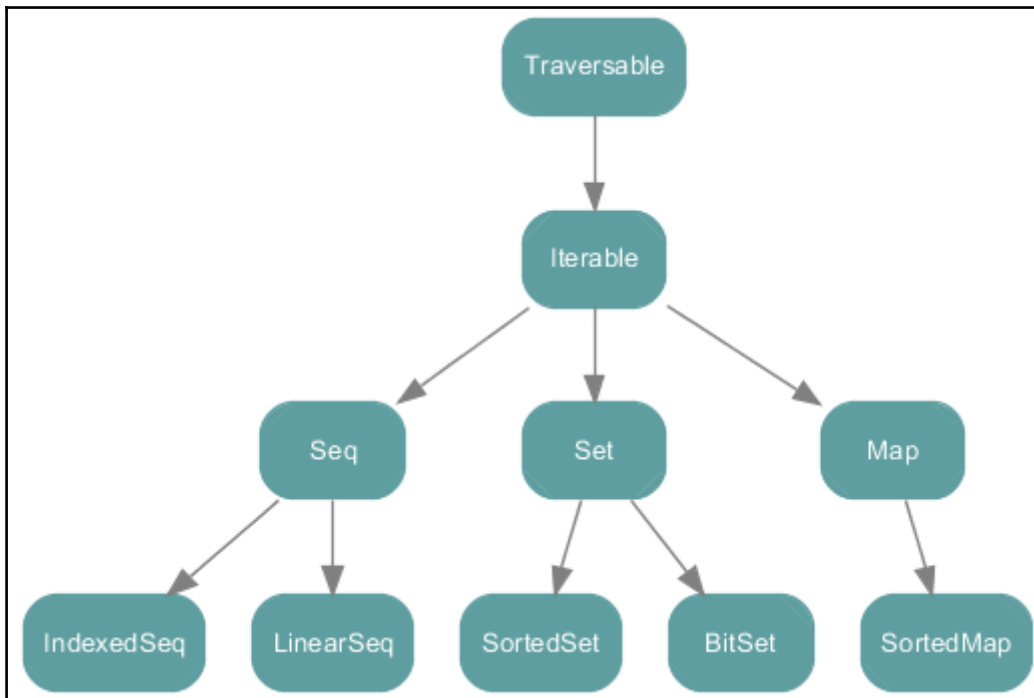 Traversable
Iterable
Seq
Set
Map
IndexedSeq
LinearSeq
SortedSet
BitSet
SortedMap